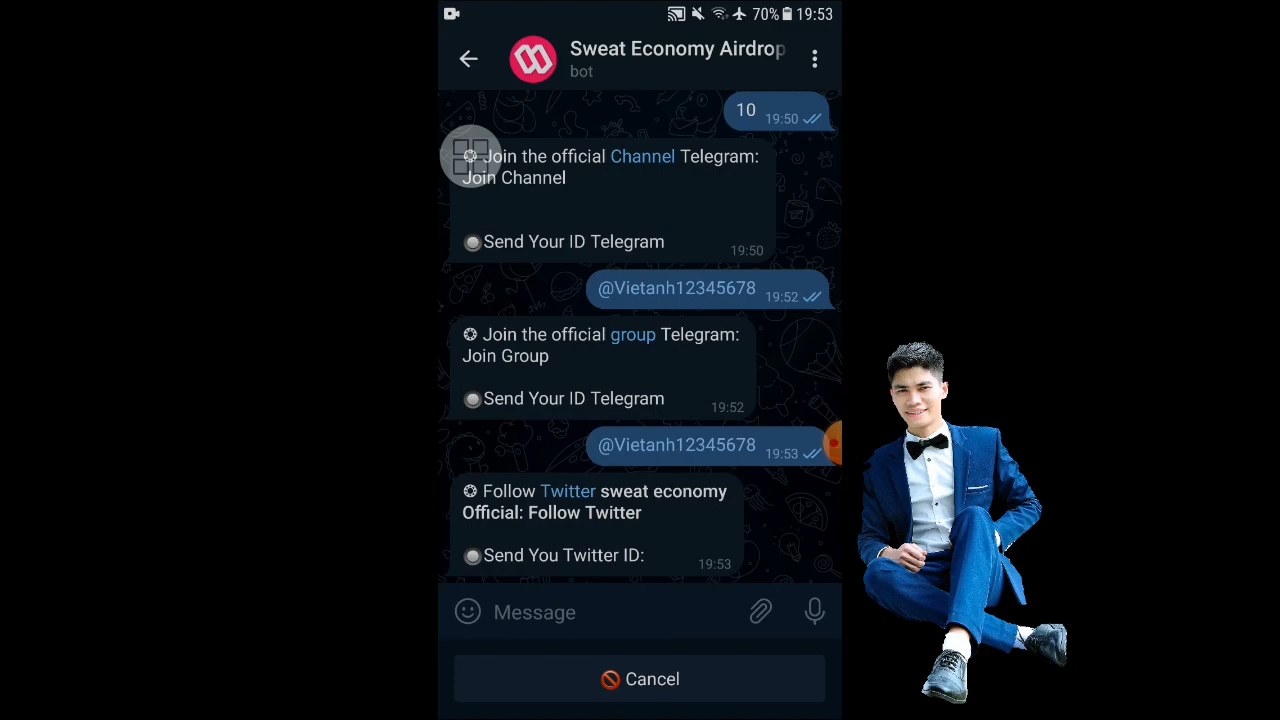 70% 19:53
Sweat Economy Airdrop
bot
10
19:50
Join the official Channel Telegram:
Join Channel
Send Your ID Telegram
19:50
@Vietanh12345678
19:52
Join the official group Telegram:
Join Group
Send Your ID Telegram
19:52
@Vietanh12345678
19:53
Follow Twitter sweat economy
Official: Follow Twitter
Send You Twitter ID:
19:53
Message
Cancel